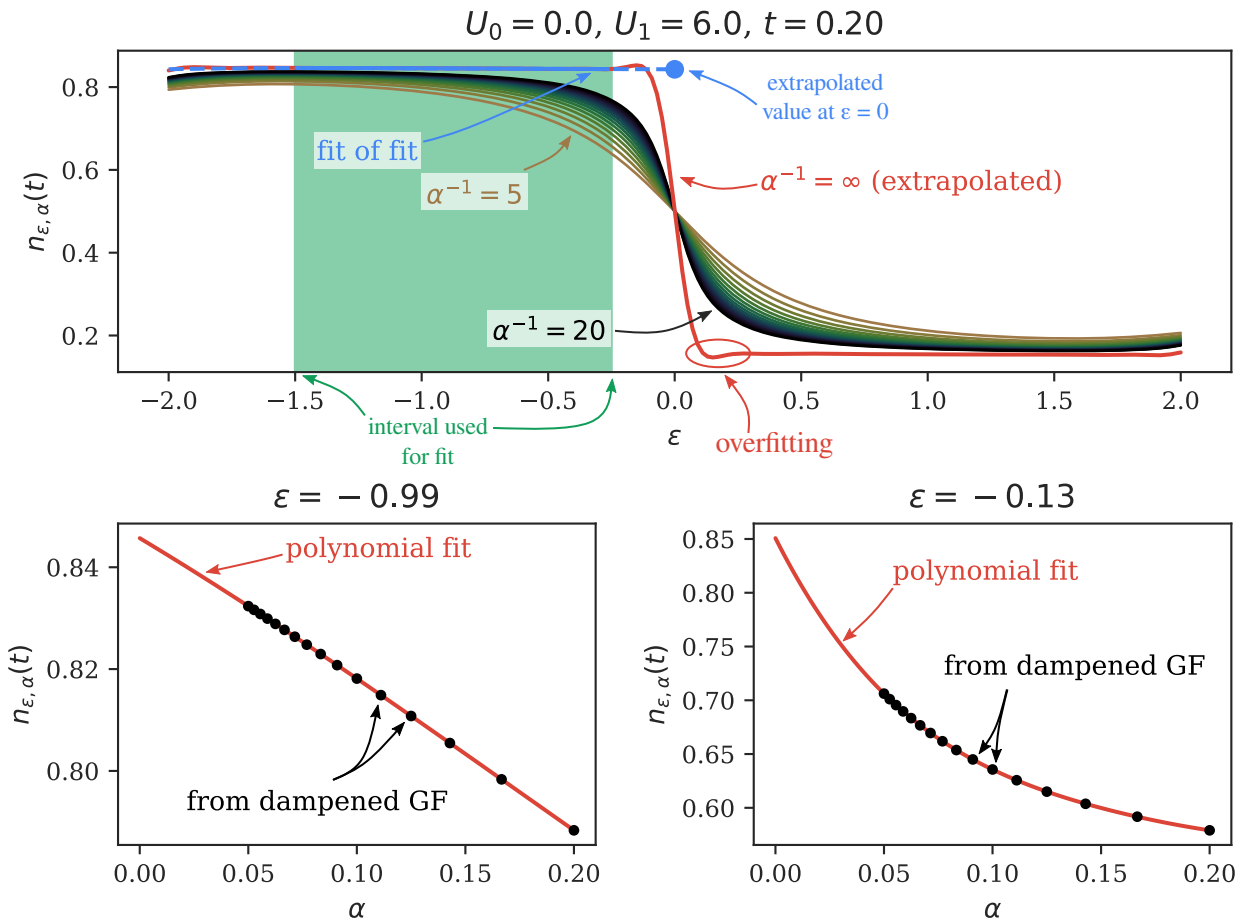 U₀ = 0.0, U₁ = 6.0, t = 0.20
n_{ε, α}(t)
0.8
0.6
0.4
0.2
extrapolated
value at ε = 0
fit of fit
α⁻¹ = 5
α⁻¹ = ∞ (extrapolated)
α⁻¹ = 20
−2.0 −1.5 −1.0 −0.5 0.0 0.5 1.0 1.5 2.0
ε
interval used
for fit
overfitting
ε = −0.99
n_{ε, α}(t)
0.84
0.82
0.80
polynomial fit
from dampened GF
0.00 0.05 0.10 0.15 0.20
α
ε = −0.13
n_{ε, α}(t)
0.85
0.80
0.75
0.70
0.65
0.60
polynomial fit
from dampened GF
0.00 0.05 0.10 0.15 0.20
α